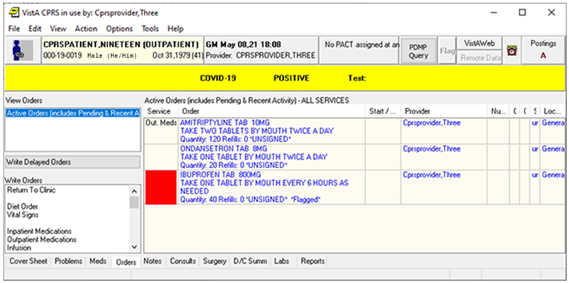 VistA CPRS in use by: Cprsprovider,Three
File Edit View Action Options Tools Help
CPRSPATIENT,NINETEEN (OUTPATIENT)
000-19-0019 Male (He/Him) Oct 31,1979 (41)
GM May 08,21 18:08
Provider: CPRSPROVIDER,THREE
No PACT assigned at an
PDMP Query
Flag
VistAWeb
Remote Data
Postings
A
COVID-19 POSITIVE Test:
View Orders
Active Orders (includes Pending & Recent A
Write Delayed Orders
Write Orders
Return To Clinic
Diet Order
Vital Signs
Inpatient Medications
Outpatient Medications
Infusion
Active Orders (includes Pending & Recent Activity) - ALL SERVICES
Service Order Start / ... Provider Nu... ( ( S Loc...
Out. Meds AMITRIPTYLINE TAB 10MG Cprsprovider,Three ur Genera
TAKE TWO TABLETS BY MOUTH TWICE A DAY
Quantity: 120 Refills: 0 *UNSIGNED*
ONDANSETRON TAB 8MG Cprsprovider,Three ur Genera
TAKE ONE TABLET BY MOUTH TWICE A DAY
Quantity: 20 Refills: 0 *UNSIGNED*
IBUPROFEN TAB 800MG Cprsprovider,Three ur Genera
TAKE ONE TABLET BY MOUTH EVERY 6 HOURS AS
NEEDED
Quantity: 40 Refills: 0 *UNSIGNED* *Flagged*
Cover Sheet Problems Meds Orders Notes Consults Surgery D/C Summ Labs Reports